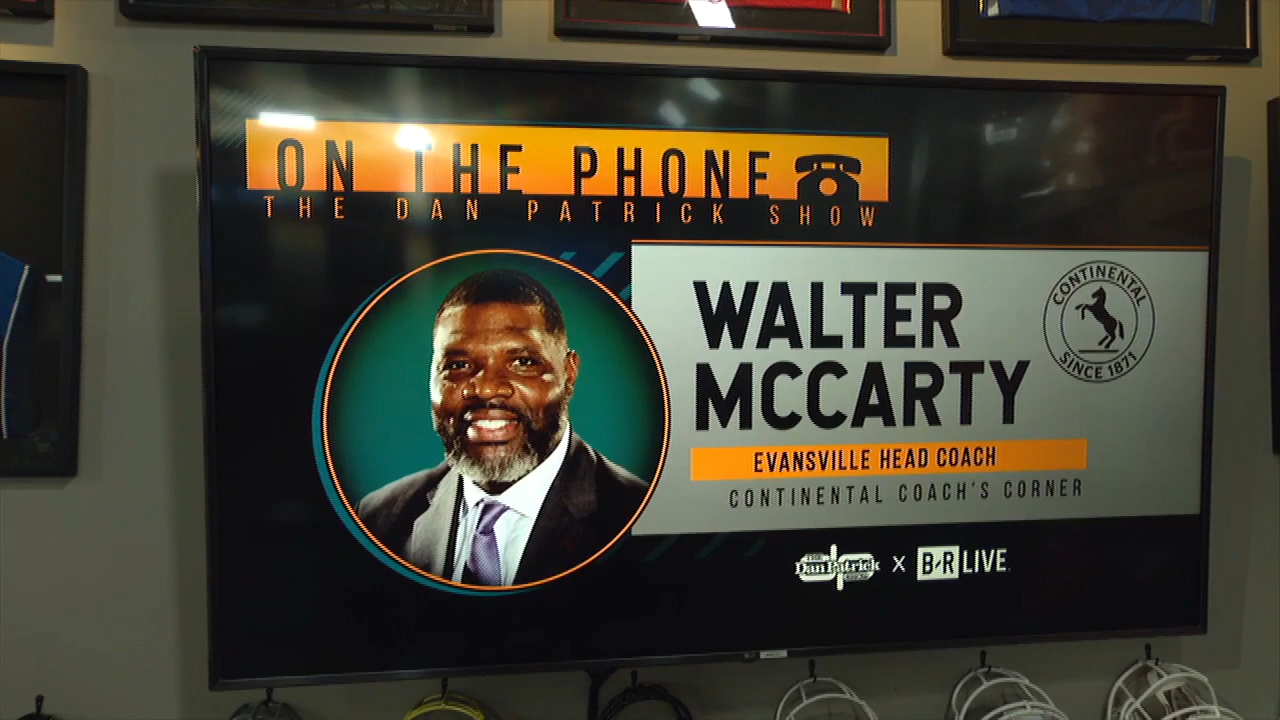 ON THE PHONE
THE DAN PATRICK SHOW
WALTER
MCCARTY
CONTINENTAL
SINCE 1871
EVANSVILLE HEAD COACH
CONTINENTAL COACH'S CORNER
THE
Dan Patrick
SHOW
X
B/R LIVE